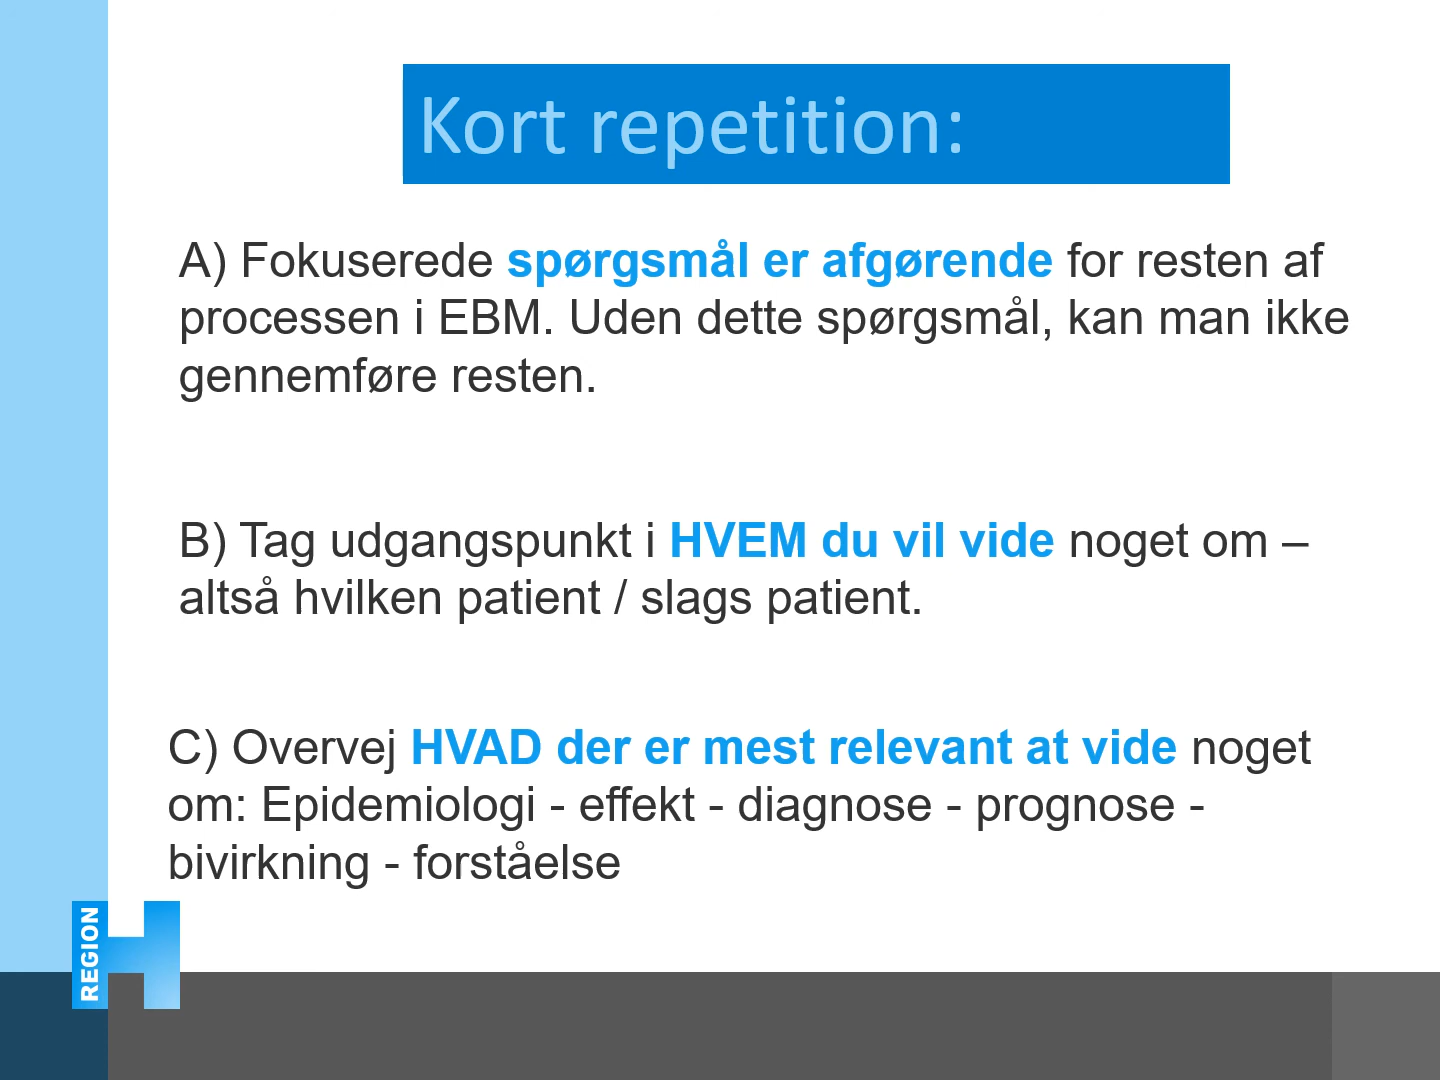 Kort repetition:
A) Fokuserede spørgsmål er afgørende for resten af
processen i EBM. Uden dette spørgsmål, kan man ikke
gennemføre resten.
B) Tag udgangspunkt i HVEM du vil vide noget om –
altså hvilken patient / slags patient.
C) Overvej HVAD der er mest relevant at vide noget
om: Epidemiologi - effekt - diagnose - prognose -
bivirkning - forståelse
REGION
H